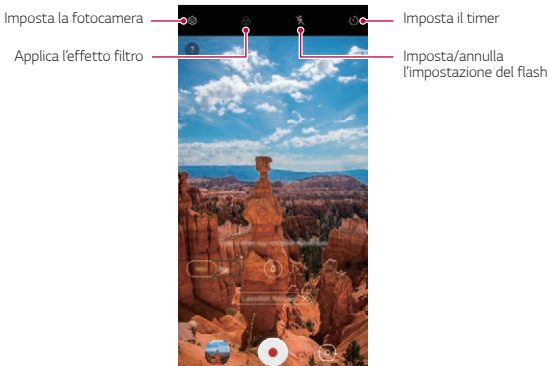 Imposta la fotocamera
Applica l'effetto filtro
Imposta il timer
Imposta/annulla
l'impostazione del flash
?